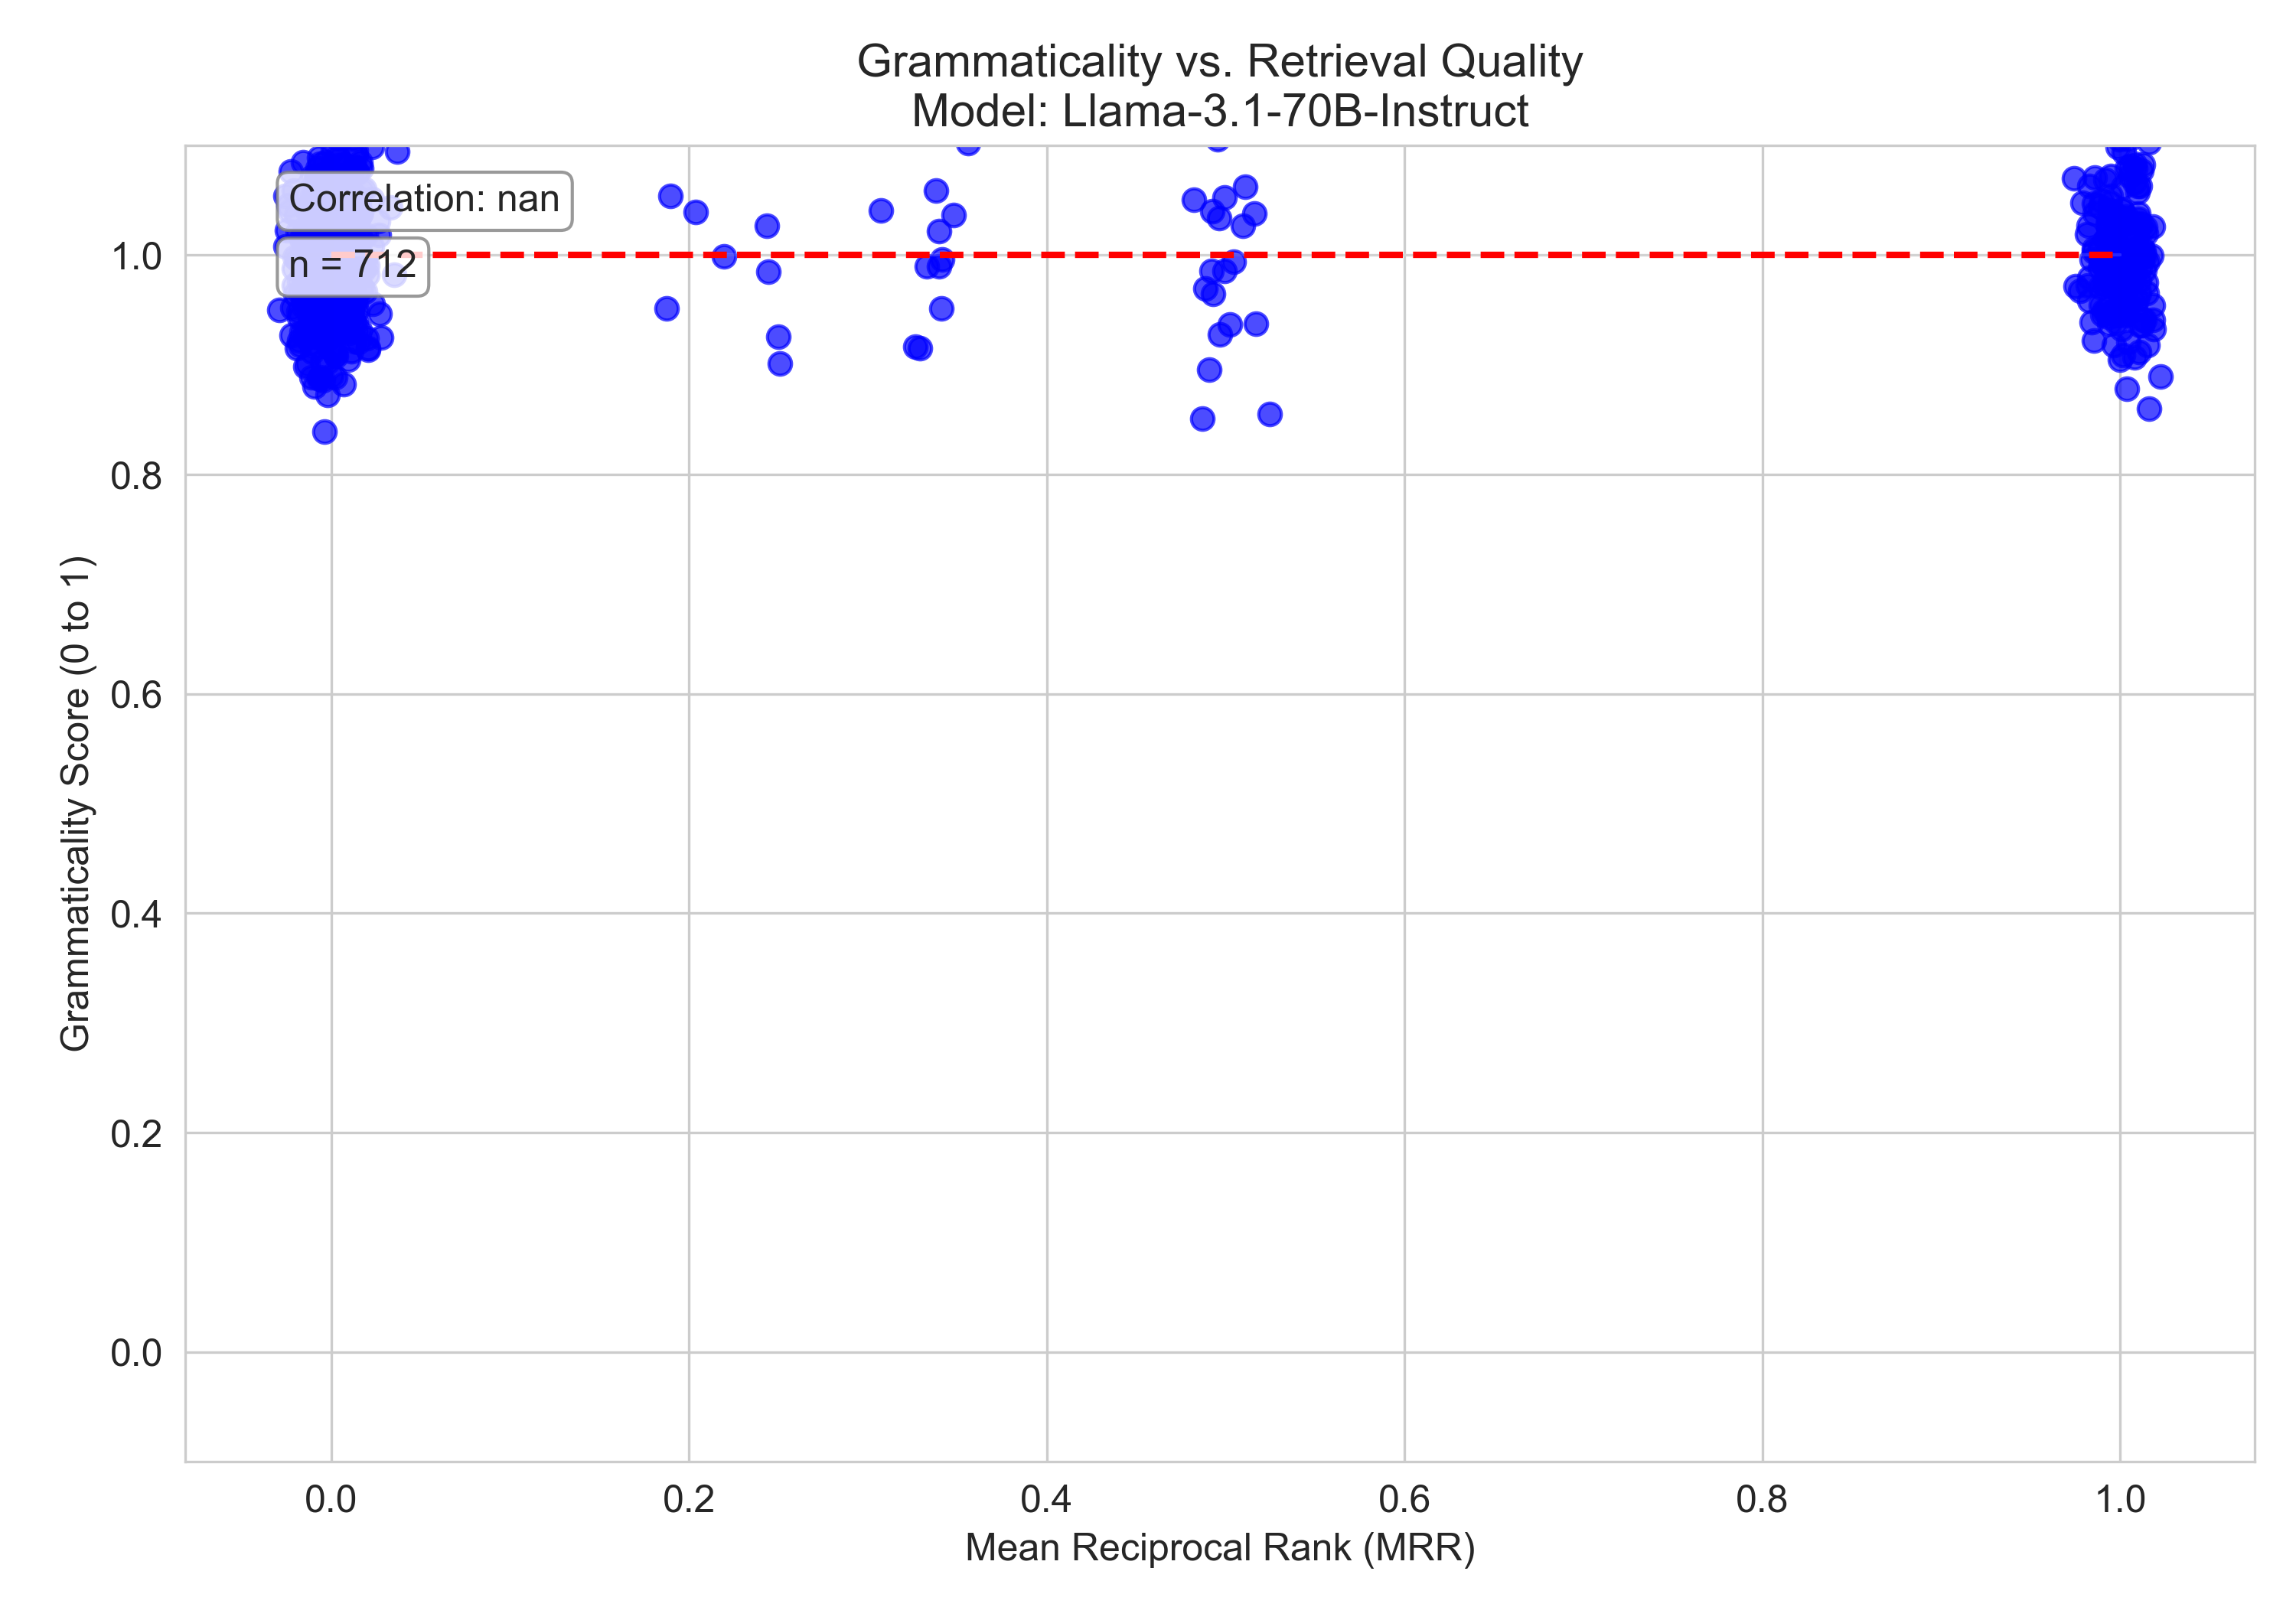 Grammaticality vs. Retrieval Quality
Model: Llama-3.1-70B-Instruct
Correlation: nan
n = 712
Grammaticality Score (0 to 1)
1.0
0.8
0.6
0.4
0.2
0.0
0.0 0.2 0.4 0.6 0.8 1.0
Mean Reciprocal Rank (MRR)